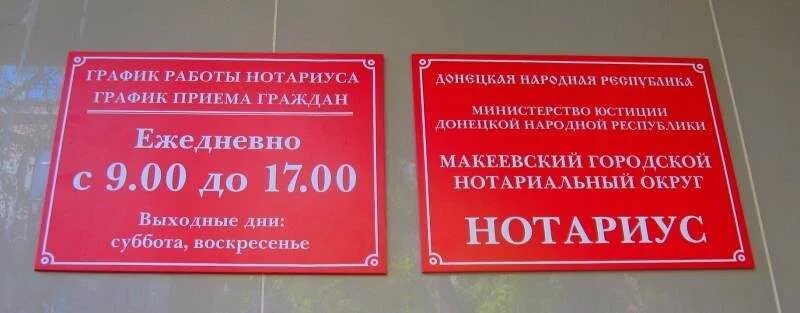 ГРАФИК РАБОТЫ НОТАРИУСА
ГРАФИК ПРИЕМА ГРАЖДАН
Ежедневно
с 9.00 до 17.00
Выходные дни:
суббота, воскресенье
ДОНЕЦКАЯ НАРОДНАЯ РЕСПУБЛИКА
МИНИСТЕРСТВО ЮСТИЦИИ
ДОНЕЦКОЙ НАРОДНОЙ РЕСПУБЛИКИ
МАКЕЕВСКИЙ ГОРОДСКОЙ
НОТАРИАЛЬНЫЙ ОКРУГ
НОТАРИУС